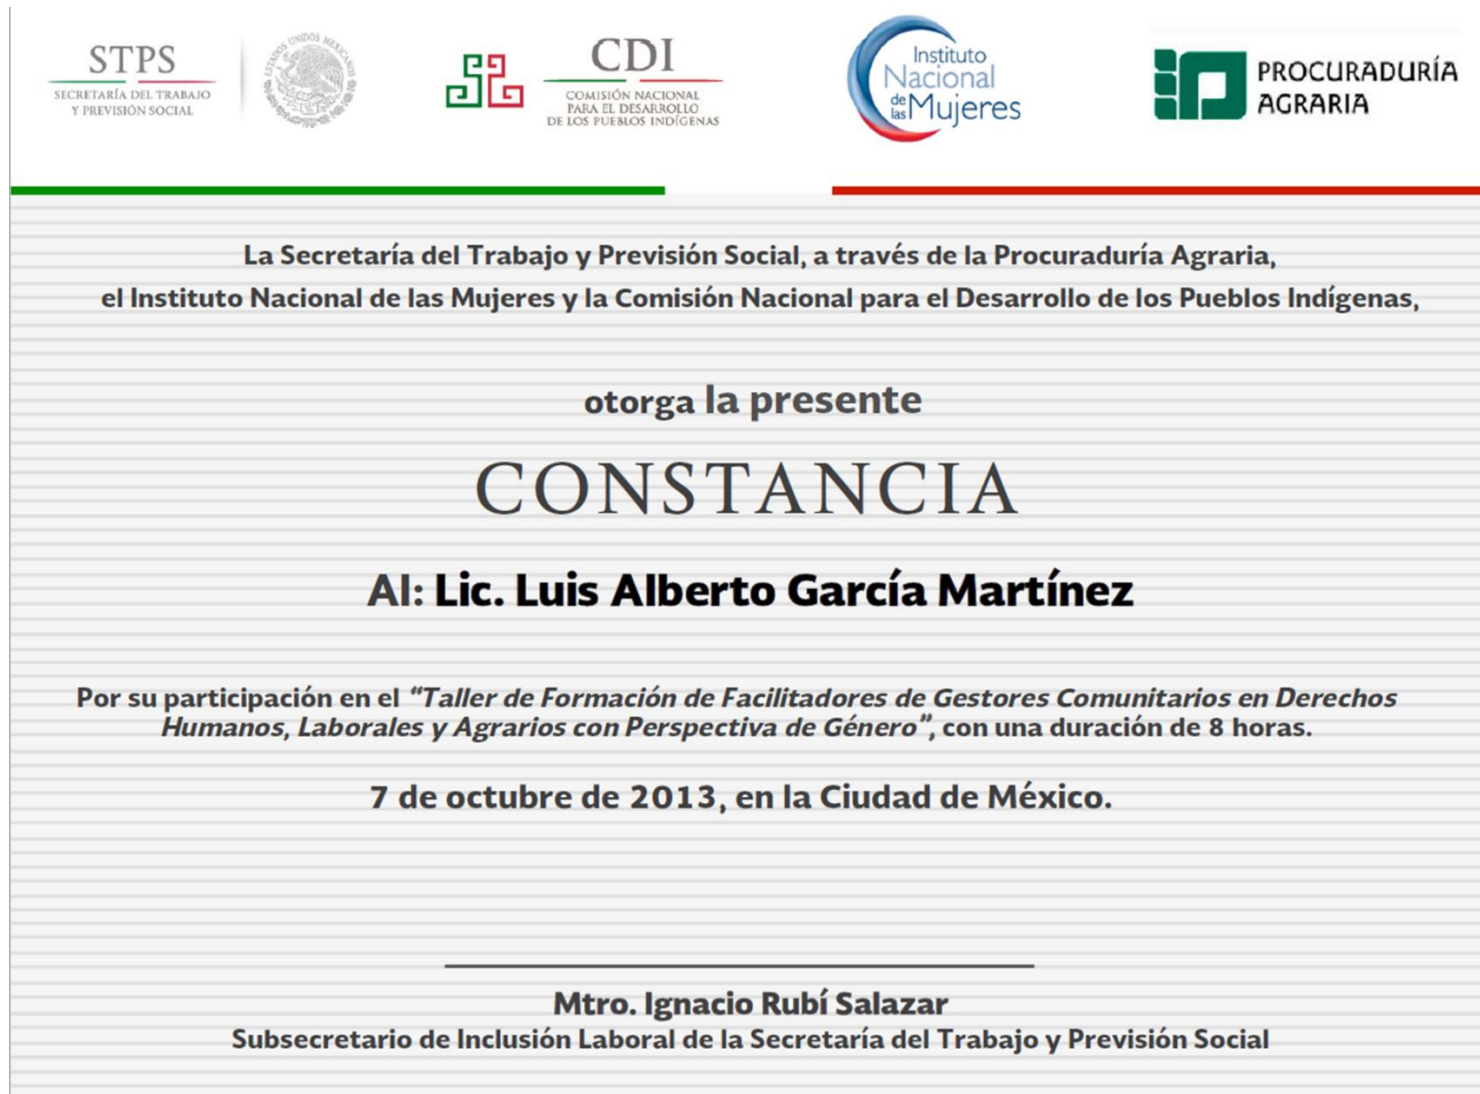 STPS
SECRETARÍA DEL TRABAJO
Y PREVISIÓN SOCIAL
ESTADOS UNIDOS MEXICANOS
CDI
COMISIÓN NACIONAL
PARA EL DESARROLLO
DE LOS PUEBLOS INDÍGENAS
Instituto
Nacional
de las Mujeres
PROCURADURÍA
AGRARIA
La Secretaría del Trabajo y Previsión Social, a través de la Procuraduría Agraria,
el Instituto Nacional de las Mujeres y la Comisión Nacional para el Desarrollo de los Pueblos Indígenas,
otorga la presente
CONSTANCIA
Al: Lic. Luis Alberto García Martínez
Por su participación en el “Taller de Formación de Facilitadores de Gestores Comunitarios en Derechos
Humanos, Laborales y Agrarios con Perspectiva de Género”, con una duración de 8 horas.
7 de octubre de 2013, en la Ciudad de México.
Mtro. Ignacio Rubí Salazar
Subsecretario de Inclusión Laboral de la Secretaría del Trabajo y Previsión Social